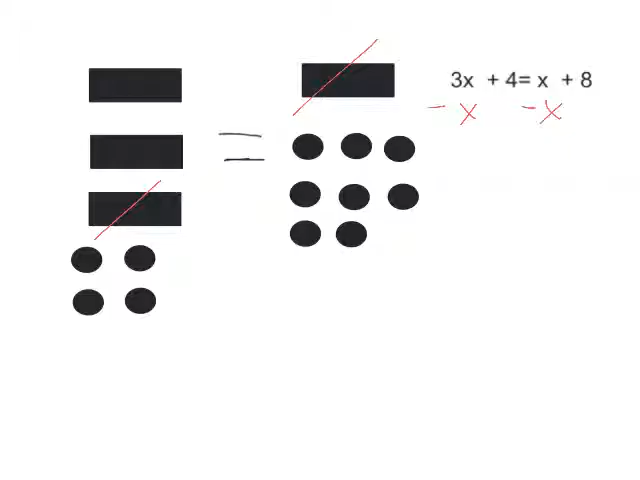 3x + 4= x + 8
- x - x
=